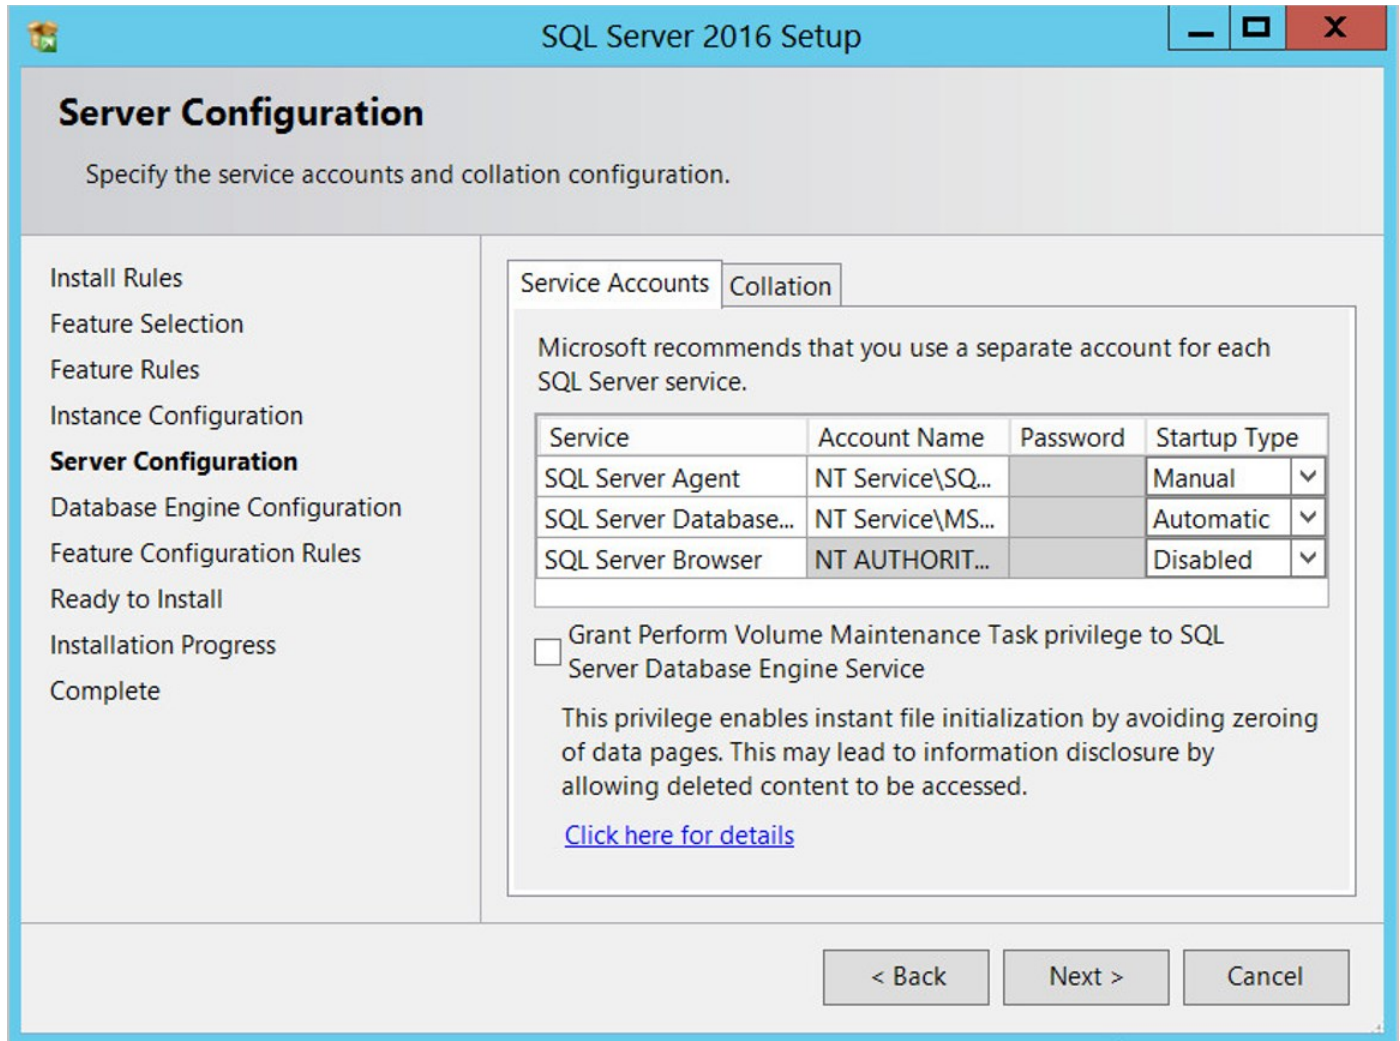 SQL Server 2016 Setup
Server Configuration
Specify the service accounts and collation configuration.
Install Rules
Feature Selection
Feature Rules
Instance Configuration
Server Configuration
Database Engine Configuration
Feature Configuration Rules
Ready to Install
Installation Progress
Complete
Service Accounts Collation
Microsoft recommends that you use a separate account for each
SQL Server service.
Service Account Name Password Startup Type
SQL Server Agent NT Service\SQ... Manual
SQL Server Database... NT Service\MS... Automatic
SQL Server Browser NT AUTHORIT... Disabled
Grant Perform Volume Maintenance Task privilege to SQL
Server Database Engine Service
This privilege enables instant file initialization by avoiding zeroing
of data pages. This may lead to information disclosure by
allowing deleted content to be accessed.
Click here for details
< Back Next > Cancel